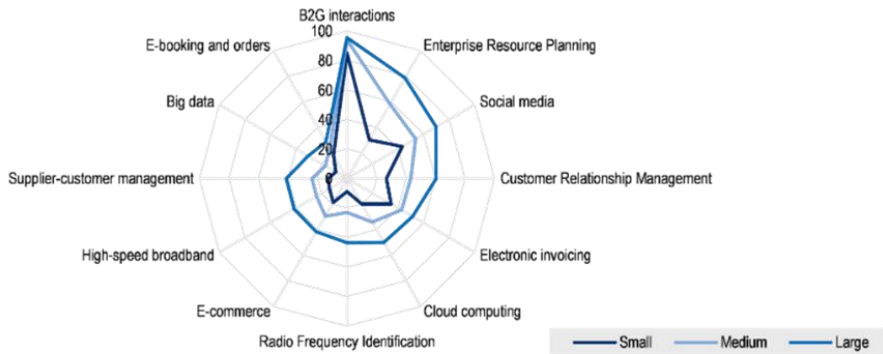 B2G interactions
100
E-booking and orders
Enterprise Resource Planning
80
60
Big data
Social media
40
20
Supplier-customer management
0
Customer Relationship Management
High-speed broadband
Electronic invoicing
E-commerce
Cloud computing
Radio Frequency Identification
Small
Medium
Large